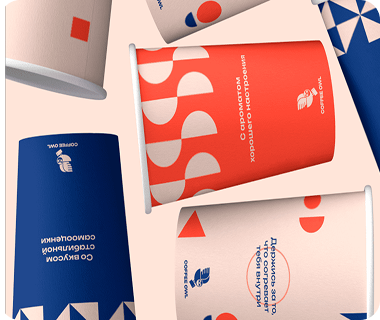 С ароматом
хорошего настроения
COFFEE OWL
Со вкусом
стабильной
самооценки
COFFEE OWL
Держись за то,
что согревает
тебя внутри
COFFEE OWL